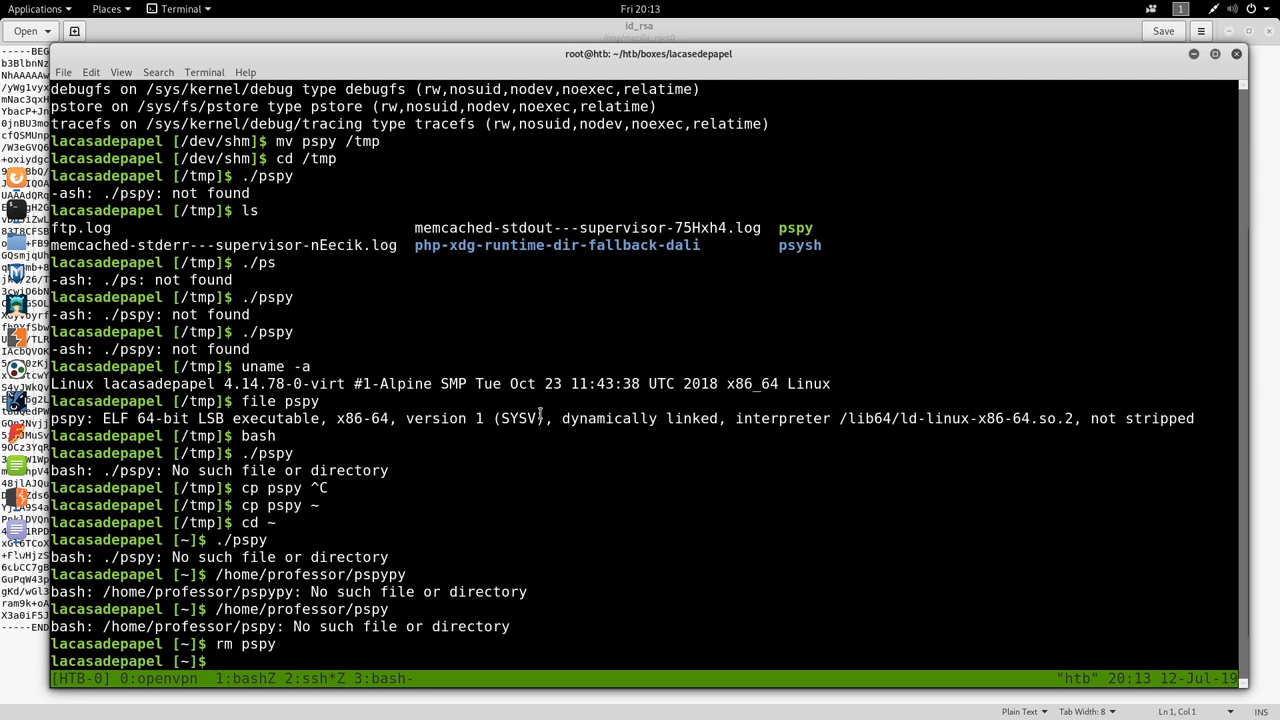 Applications Places Terminal Fri 20:13 1
Open id_rsa Save
root@htb: ~/htb/boxes/lacasedepapel
File Edit View Search Terminal Help
debugfs on /sys/kernel/debug type debugfs (rw,nosuid,nodev,noexec,relatime)
pstore on /sys/fs/pstore type pstore (rw,nosuid,nodev,noexec,relatime)
tracefs on /sys/kernel/debug/tracing type tracefs (rw,nosuid,nodev,noexec,relatime)
lacasadepapel [/dev/shm]$ mv pspy /tmp
lacasadepapel [/dev/shm]$ cd /tmp
lacasadepapel [/tmp]$ ./pspy
-ash: ./pspy: not found
lacasadepapel [/tmp]$ ls
ftp.log memcached-stdout---supervisor-75Hxh4.log pspy
memcached-stderr---supervisor-nEecik.log php-xdg-runtime-dir-fallback-dali psysh
lacasadepapel [/tmp]$ ./ps
-ash: ./ps: not found
lacasadepapel [/tmp]$ ./pspy
-ash: ./pspy: not found
lacasadepapel [/tmp]$ ./pspy
-ash: ./pspy: not found
lacasadepapel [/tmp]$ uname -a
Linux lacasadepapel 4.14.78-0-virt #1-Alpine SMP Tue Oct 23 11:43:38 UTC 2018 x86_64 Linux
lacasadepapel [/tmp]$ file pspy
pspy: ELF 64-bit LSB executable, x86-64, version 1 (SYSV), dynamically linked, interpreter /lib64/ld-linux-x86-64.so.2, not stripped
lacasadepapel [/tmp]$ bash
lacasadepapel [/tmp]$ ./pspy
bash: ./pspy: No such file or directory
lacasadepapel [/tmp]$ cp pspy ^C
lacasadepapel [/tmp]$ cp pspy ~
lacasadepapel [/tmp]$ cd ~
lacasadepapel [~]$ ./pspy
bash: ./pspy: No such file or directory
lacasadepapel [~]$ /home/professor/pspypy
bash: /home/professor/pspypy: No such file or directory
lacasadepapel [~]$ /home/professor/pspy
bash: /home/professor/pspy: No such file or directory
lacasadepapel [~]$ rm pspy
lacasadepapel [~]$
[HTB-0] 0:openvpn 1:bashZ 2:ssh*Z 3:bash- "htb" 20:13 12-Jul-19
Plain Text Tab Width: 8 Ln 1, Col 1 INS